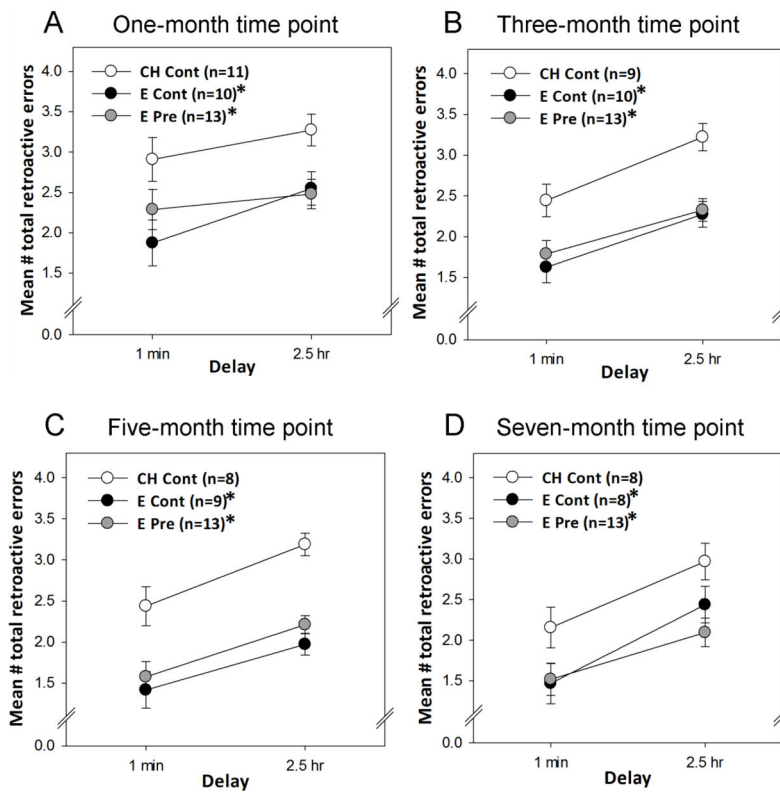 A One-month time point
Mean # total retroactive errors
4.0
3.5
3.0
2.5
2.0
1.5
0.0
CH Cont (n=11)
E Cont (n=10)*
E Pre (n=13)*
1 min
2.5 hr
Delay
B Three-month time point
Mean # total retroactive errors
4.0
3.5
3.0
2.5
2.0
1.5
0.0
CH Cont (n=9)
E Cont (n=10)*
E Pre (n=13)*
1 min
2.5 hr
Delay
C Five-month time point
Mean # total retroactive errors
4.0
3.5
3.0
2.5
2.0
1.5
0.0
CH Cont (n=8)
E Cont (n=9)*
E Pre (n=13)*
1 min
2.5 hr
Delay
D Seven-month time point
Mean # total retroactive errors
4.0
3.5
3.0
2.5
2.0
1.5
0.0
CH Cont (n=8)
E Cont (n=8)*
E Pre (n=13)*
1 min
2.5 hr
Delay